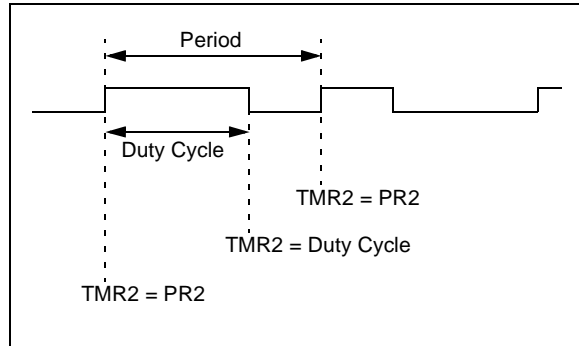 Period
Duty Cycle
TMR2 = PR2
TMR2 = Duty Cycle
TMR2 = PR2